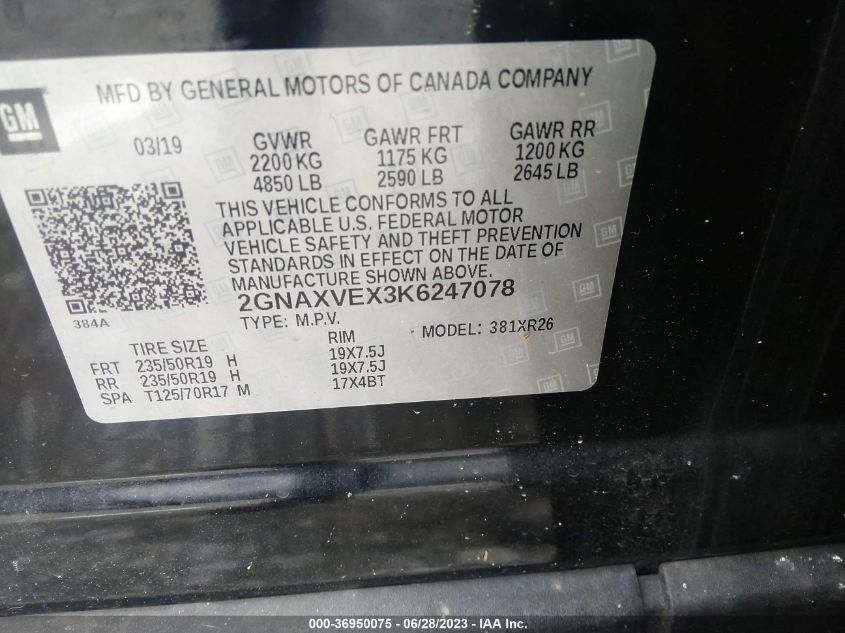 GM
MFD BY GENERAL MOTORS OF CANADA COMPANY
03/19
GVWR GAWR FRT GAWR RR
2200 KG 1175 KG 1200 KG
4850 LB 2590 LB 2645 LB
THIS VEHICLE CONFORMS TO ALL
APPLICABLE U.S. FEDERAL MOTOR
VEHICLE SAFETY AND THEFT PREVENTION
STANDARDS IN EFFECT ON THE DATE OF
MANUFACTURE SHOWN ABOVE.
2GNAXVEX3K6247078
384A
TYPE: M.P.V. MODEL: 381XR26
TIRE SIZE RIM
FRT 235/50R19 H 19X7.5J
RR 235/50R19 H 19X7.5J
SPA T125/70R17 M 17X4BT
000-36950075 - 06/28/2023 - IAA Inc.